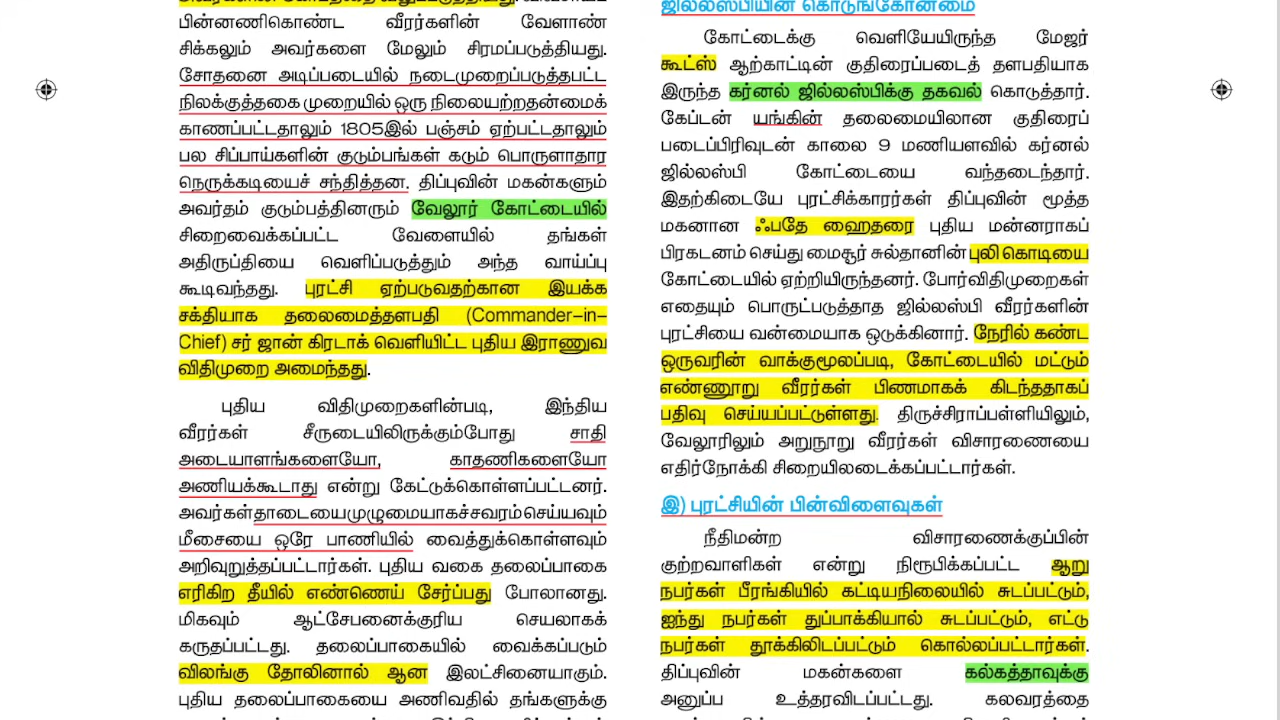 பின்னணிகொண்ட வீரர்களின் வேளாண்
சிக்கலும் அவர்களை மேலும் சிரமப்படுத்தியது.
சோதனை அடிப்படையில் நடைமுறைப்படுத்தபட்ட
நிலக்குத்தகை முறையில் ஒரு நிலையற்றதன்மைக்
காணப்பட்டதாலும் 1805இல் பஞ்சம் ஏற்பட்டதாலும்
பல சிப்பாய்களின் குடும்பங்கள் கடும் பொருளாதார
நெருக்கடியைச் சந்தித்தன. திப்புவின் மகன்களும்
அவர்தம் குடும்பத்தினரும் வேலூர் கோட்டையில்
சிறைவைக்கப்பட்ட வேளையில் தங்கள்
அதிருப்தியை வெளிப்படுத்தும் அந்த வாய்ப்பு
கூடிவந்தது. புரட்சி ஏற்படுவதற்கான இயக்க
சக்தியாக தலைமைத்தளபதி (Commander–in–
Chief) சர் ஜான் கிரடாக் வெளியிட்ட புதிய இராணுவ
விதிமுறை அமைந்தது.
புதிய விதிமுறைகளின்படி, இந்திய
வீரர்கள் சீருடையிலிருக்கும்போது சாதி
அடையாளங்களையோ, காதணிகளையோ
அணியக்கூடாது என்று கேட்டுக்கொள்ளப்பட்டனர்.
அவர்கள்தாடையைமுழுமையாகச்சவரம்செய்யவும்
மீசையை ஒரே பாணியில் வைத்துக்கொள்ளவும்
அறிவுறுத்தப்பட்டார்கள். புதிய வகை தலைப்பாகை
எரிகிற தீயில் எண்ணெய் சேர்ப்பது போலானது.
மிகவும் ஆட்சேபனைக்குரிய செயலாகக்
கருதப்பட்டது. தலைப்பாகையில் வைக்கப்படும்
விலங்கு தோலினால் ஆன இலட்சினையாகும்.
புதிய தலைப்பாகையை அணிவதில் தங்களுக்கு
ஜில்லஸ்பியின் கொடுங்கோன்மை
கோட்டைக்கு வெளியேயிருந்த மேஜர்
கூட்ஸ் ஆற்காட்டின் குதிரைப்படைத் தளபதியாக
இருந்த கர்னல் ஜில்லஸ்பிக்கு தகவல் கொடுத்தார்.
கேப்டன் யங்கின் தலைமையிலான குதிரைப்
படைப்பிரிவுடன் காலை 9 மணியளவில் கர்னல்
ஜில்லஸ்பி கோட்டையை வந்தடைந்தார்.
இதற்கிடையே புரட்சிக்காரர்கள் திப்புவின் மூத்த
மகனான ஃபதே ஹைதரை புதிய மன்னராகப்
பிரகடனம் செய்து மைசூர் சுல்தானின் புலி கொடியை
கோட்டையில் ஏற்றியிருந்தனர். போர்விதிமுறைகள்
எதையும் பொருட்படுத்தாத ஜில்லஸ்பி வீரர்களின்
புரட்சியை வன்மையாக ஒடுக்கினார். நேரில் கண்ட
ஒருவரின் வாக்குமூலப்படி, கோட்டையில் மட்டும்
எண்ணூறு வீரர்கள் பிணமாகக் கிடந்ததாகப்
பதிவு செய்யப்பட்டுள்ளது. திருச்சிராப்பள்ளியிலும்,
வேலூரிலும் அறுநூறு வீரர்கள் விசாரணையை
எதிர்நோக்கி சிறையிலடைக்கப்பட்டார்கள்.
இ) புரட்சியின் பின்விளைவுகள்
நீதிமன்ற விசாரணைக்குப்பின்
குற்றவாளிகள் என்று நிரூபிக்கப்பட்ட ஆறு
நபர்கள் பீரங்கியில் கட்டியநிலையில் சுடப்பட்டும்,
ஐந்து நபர்கள் துப்பாக்கியால் சுடப்பட்டும், எட்டு
நபர்கள் தூக்கிலிடப்பட்டும் கொல்லப்பட்டார்கள்.
திப்புவின் மகன்களை கல்கத்தாவுக்கு
அனுப்ப உத்தரவிடப்பட்டது. கலவரத்தை